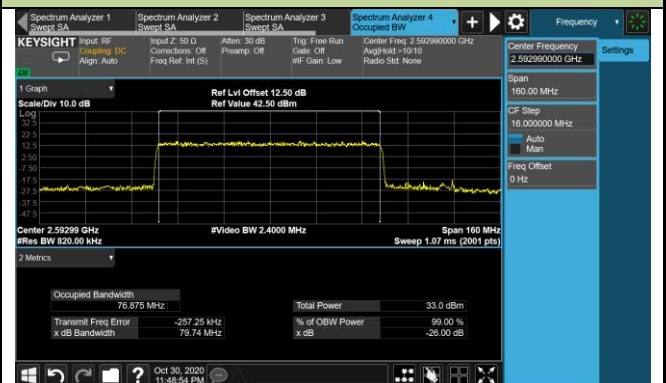 Spectrum Analyzer 1
Swept SA
Spectrum Analyzer 2
Swept SA
Spectrum Analyzer 3
Swept SA
Spectrum Analyzer 4
Occupied BW
Frequency
KEYSIGHT
Input: RF
Coupling: DC
Align: Auto
Input Z: 50 Ω
Corrections: Off
Freq Ref: Int (S)
Atten: 30 dB
Preamp: Off
Trig: Free Run
Gate: Off
#IF Gain: Low
Center Freq: 2.592990000 GHz
Avg|Hold:>10/10
Radio Std: None
Center Frequency
2.592990000 GHz
Settings
Span
160.00 MHz
CF Step
16.000000 MHz
Auto
Man
Freq Offset
0 Hz
1 Graph
Scale/Div 10.0 dB
Ref Lvl Offset 12.50 dB
Ref Value 42.50 dBm
Log
32.5
22.5
12.5
2.50
-7.50
-17.5
-27.5
-37.5
-47.5
Center 2.59299 GHz
#Res BW 820.00 kHz
#Video BW 2.4000 MHz
Span 160 MHz
Sweep 1.07 ms (2001 pts)
2 Metrics
Occupied Bandwidth
76.875 MHz
Total Power 33.0 dBm
Transmit Freq Error -257.25 kHz
% of OBW Power 99.00 %
x dB Bandwidth 79.74 MHz
x dB -26.00 dB
?
Oct 30, 2020
11:48:54 PM